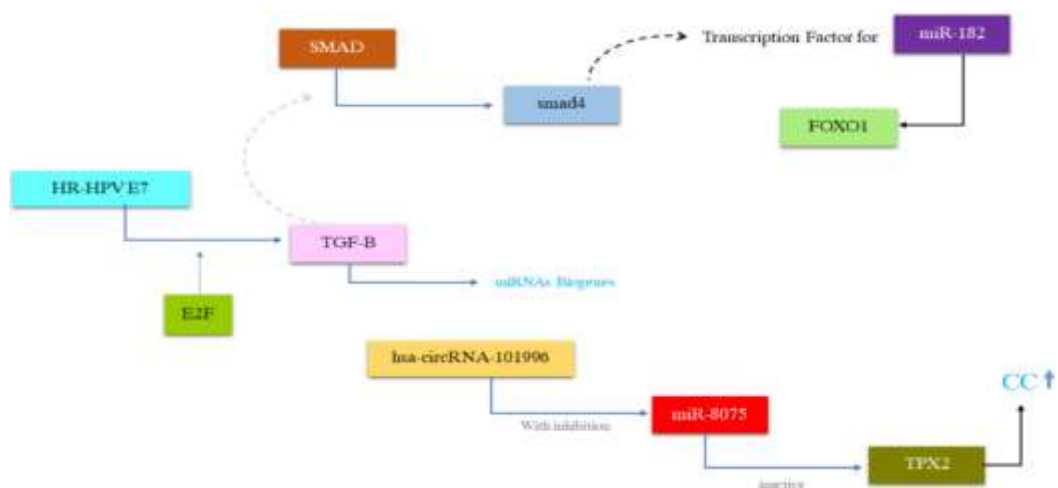 SMAD
smad4
Transcription Factor for
miR-182
FOXO1
HR-HPV E7
TGF-B
miRNAs Biogenes
E2F
hsa-circRNA-101996
With inhibition
miR-8075
inactive
TPX2
CC